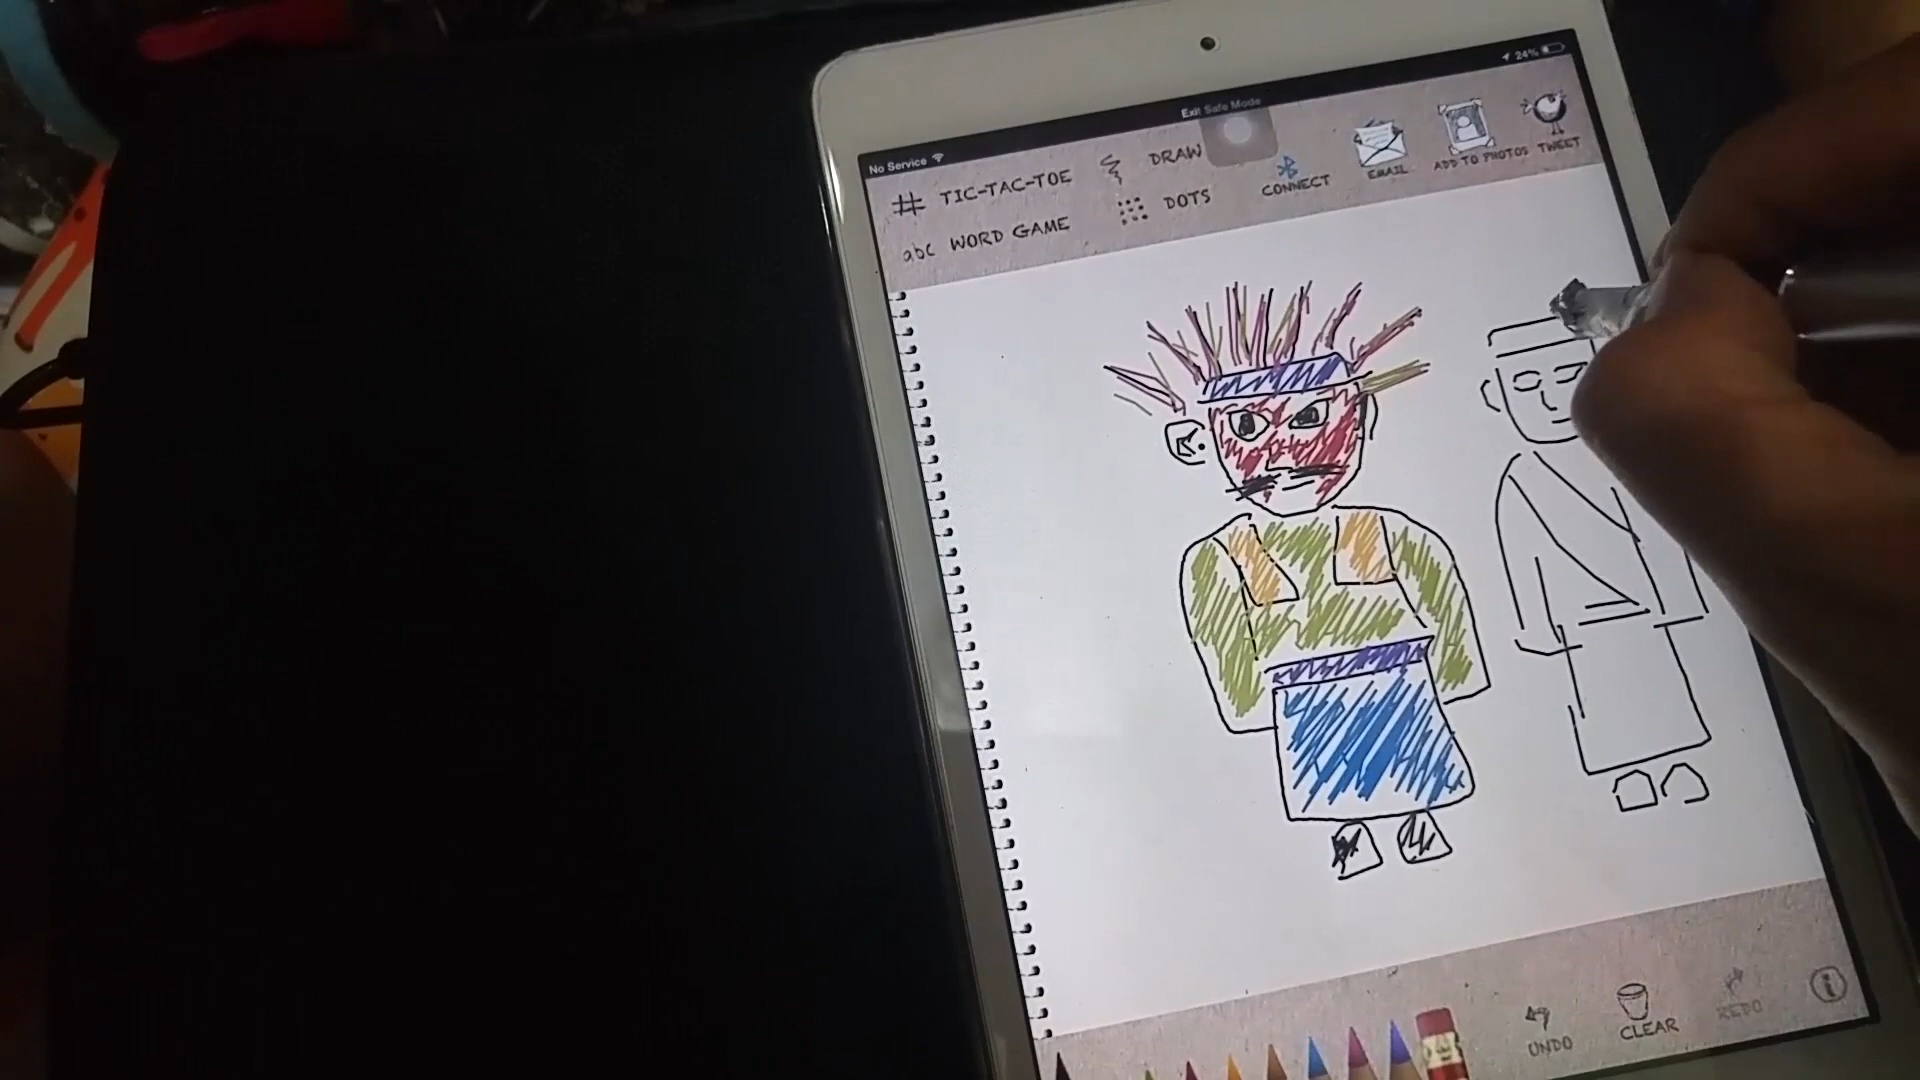 Exit Safe Mode
No Service
24%
# TIC-TAC-TOE
DRAW
CONNECT
EMAIL
ADD TO PHOTOS
TWEET
abc WORD GAME
DOTS
UNDO
CLEAR
REDO
i